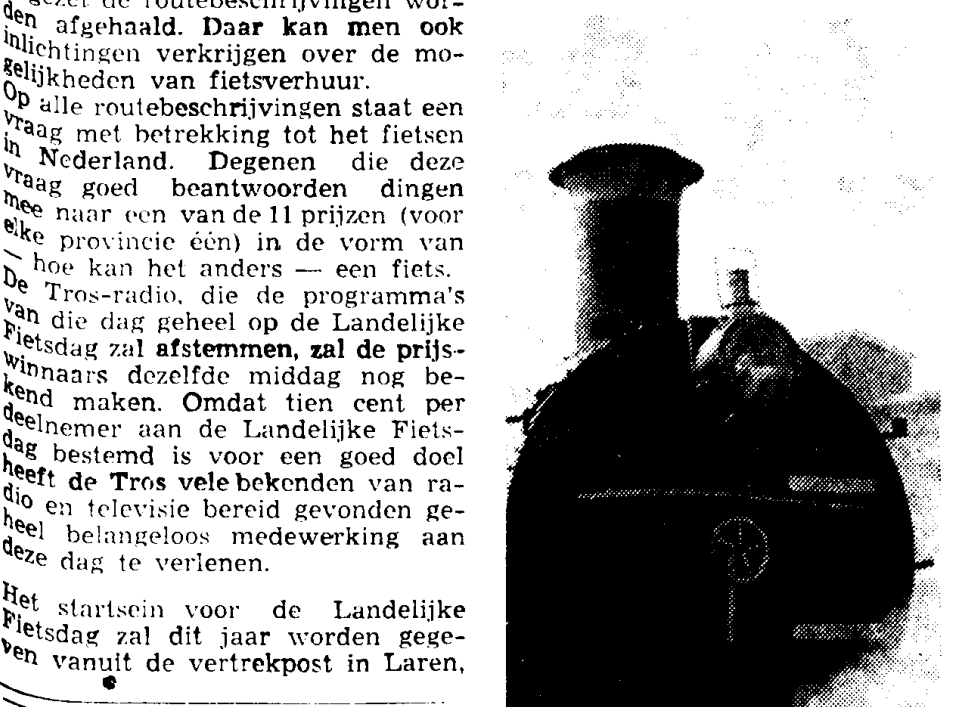 gezet de routebeschrijvingen wor-
den afgehaald. Daar kan men ook
inlichtingen verkrijgen over de mo-
gelijkheden van fietsverhuur.
Op alle routebeschrijvingen staat een
vraag met betrekking tot het fietsen
in Nederland. Degenen die deze
vraag goed beantwoorden dingen
mee naar een van de 11 prijzen (voor
elke provincie één) in de vorm van
— hoe kan het anders — een fiets.
De Tros-radio, die de programma's
van die dag geheel op de Landelijke
Fietsdag zal afstemmen, zal de prijs-
winnaars dezelfde middag nog be-
kend maken. Omdat tien cent per
deelnemer aan de Landelijke Fiets-
dag bestemd is voor een goed doel
heeft de Tros vele bekenden van ra-
dio en televisie bereid gevonden ge-
heel belangeloos medewerking aan
deze dag te verlenen.
Het startsein voor de Landelijke
Fietsdag zal dit jaar worden gege-
ven vanuit de vertrekpost in Laren,